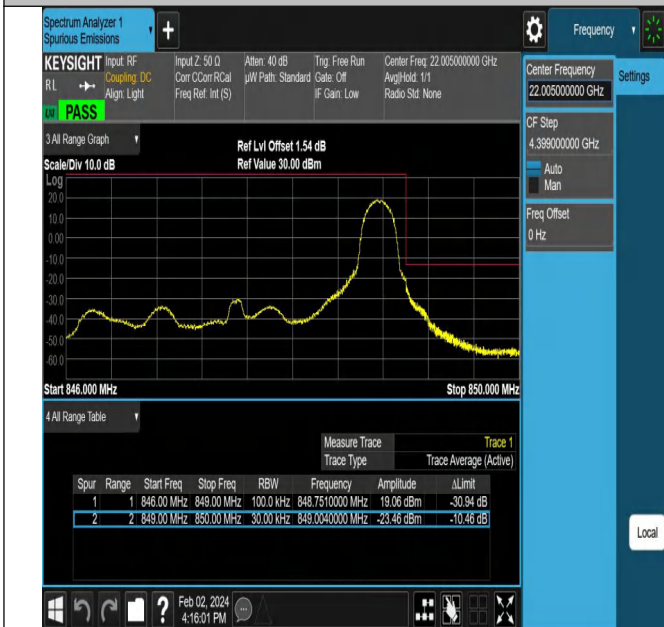 Spectrum Analyzer 1
Spurious Emissions
Frequency
KEYSIGHT
Input: RF
Coupling: DC
Align: Light
Input Z: 50 Ω
Corr CCorr RCal
Freq Ref: Int (S)
Atten: 40 dB
µW Path: Standard
Trig: Free Run
Gate: Off
IF Gain: Low
Center Freq: 22.005000000 GHz
Avg|Hold: 1/1
Radio Std: None
RL
PASS
Center Frequency
22.005000000 GHz
Settings
CF Step
4.399000000 GHz
Auto
Man
Freq Offset
0 Hz
3 All Range Graph
Ref Lvl Offset 1.54 dB
Scale/Div 10.0 dB
Ref Value 30.00 dBm
Log
20.0
10.0
0.00
-10.0
-20.0
-30.0
-40.0
-50.0
-60.0
Start 846.000 MHz
Stop 850.000 MHz
4 All Range Table
Measure Trace Trace 1
Trace Type Trace Average (Active)
Spur Range Start Freq Stop Freq RBW Frequency Amplitude ΔLimit
1 1 846.00 MHz 849.00 MHz 100.0 kHz 848.7510000 MHz 19.06 dBm -30.94 dB
2 2 849.00 MHz 850.00 MHz 30.00 kHz 849.0040000 MHz -23.46 dBm -10.46 dB
Local
?
Feb 02, 2024
4:16:01 PM